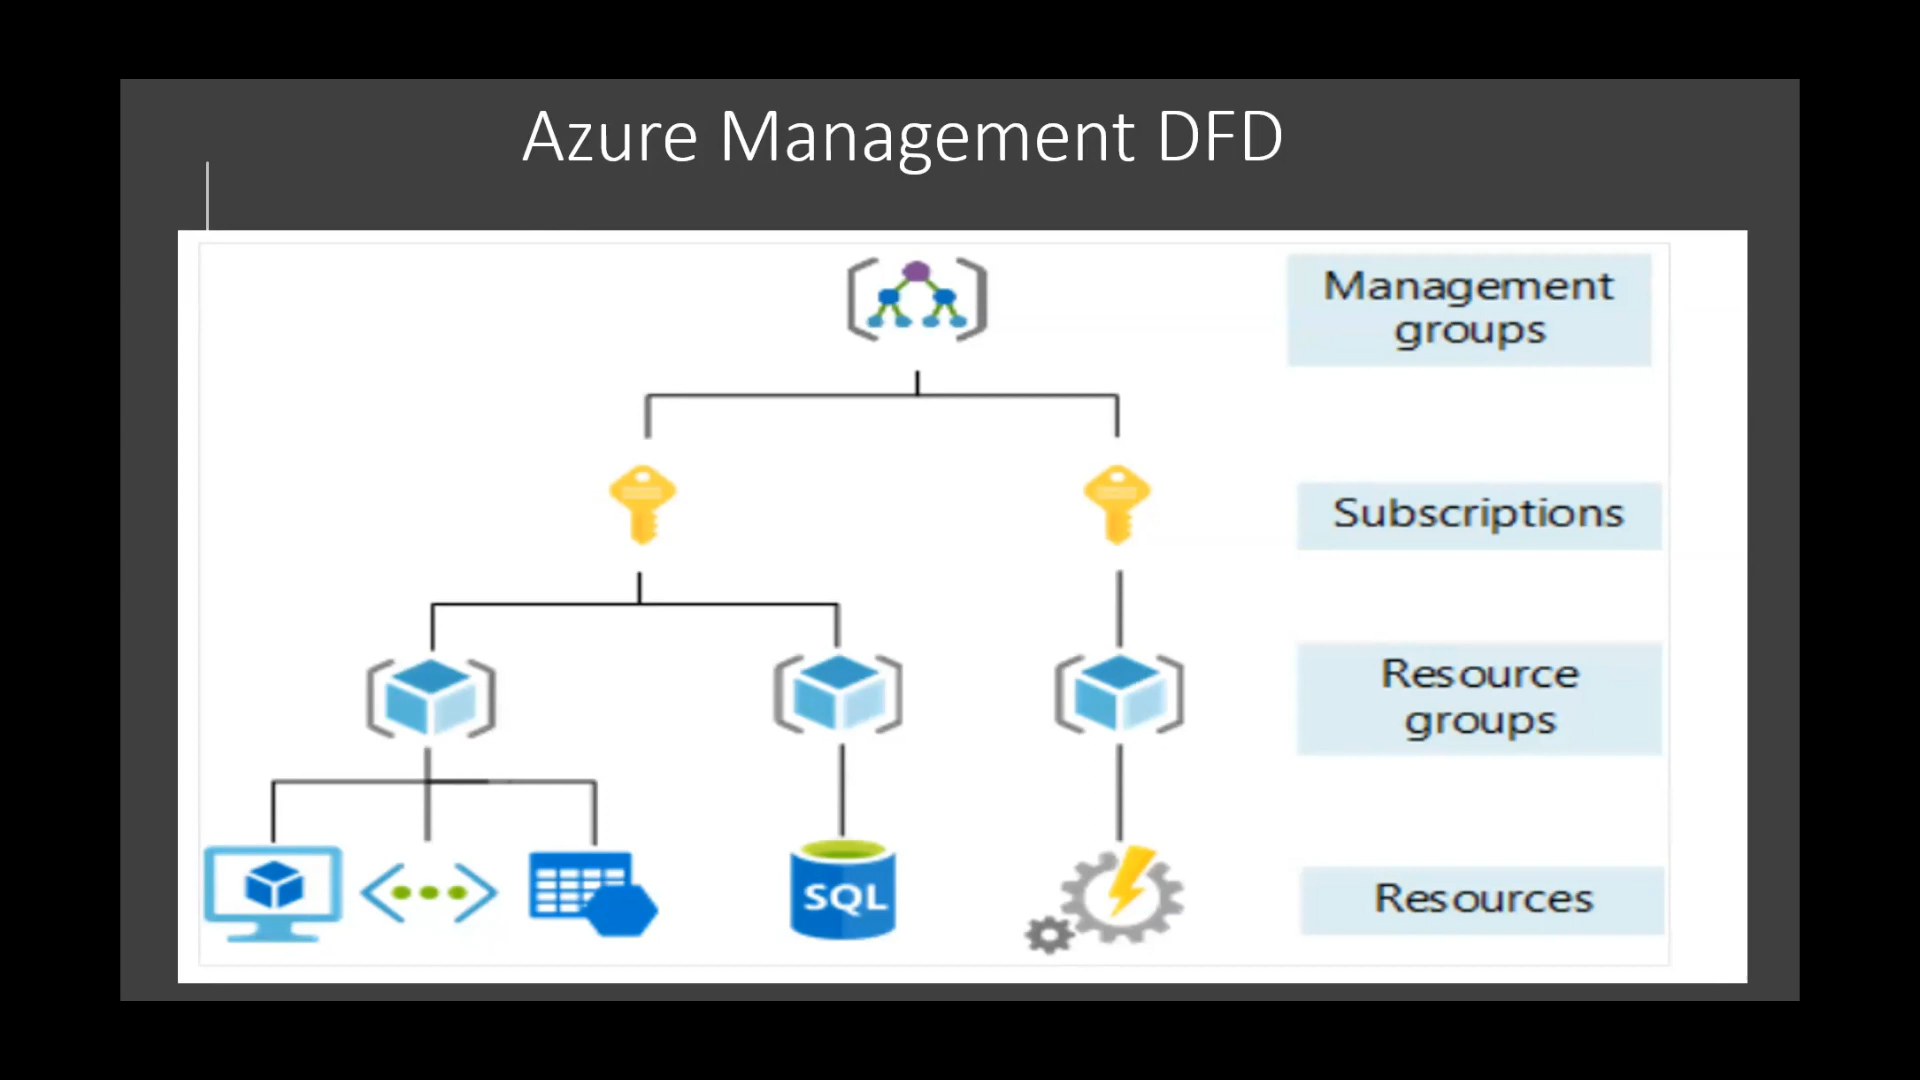 Azure Management DFD
Management
groups
Subscriptions
Resource
groups
SQL
Resources